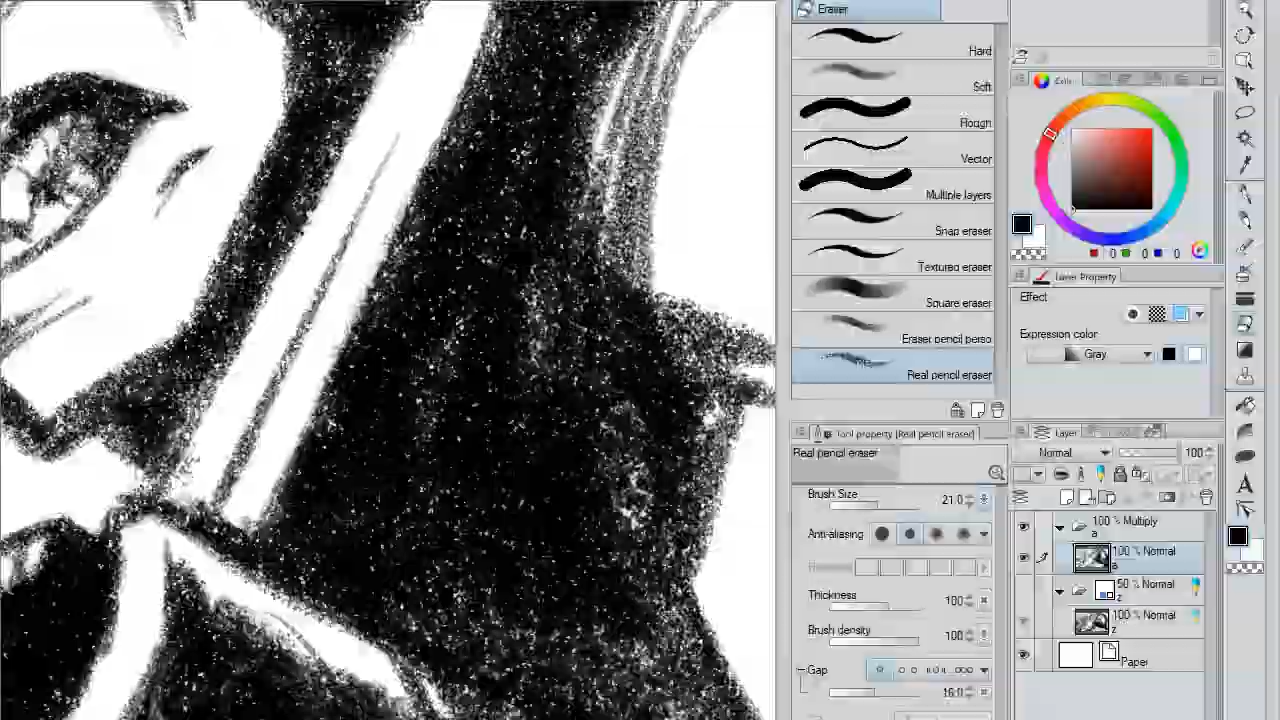 Eraser
Hard
Soft
Rough
Vector
Multiple layers
Snap eraser
Textured eraser
Square eraser
Eraser pencil perso
Real pencil eraser
Tool property [Real pencil eraser]
Real pencil eraser
Brush Size 21.0
Anti-aliasing
Thickness 100
Brush density 100
Gap
16.0
0 0 0
Layer Property
Effect
Expression color
Gray
Layer
Normal 100
100 % Multiply
a
100 % Normal
a
50 % Normal
z
100 % Normal
z
Paper